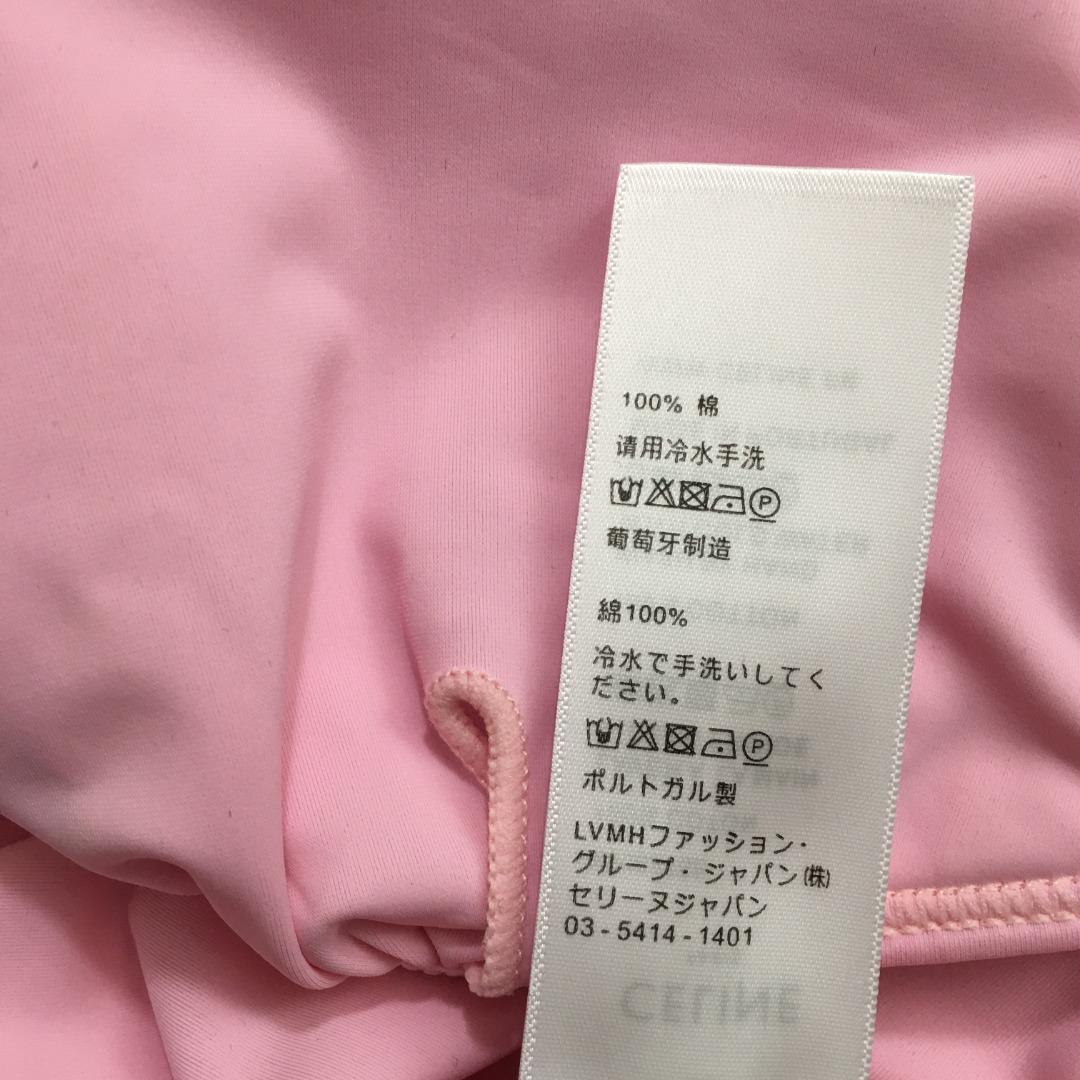 100% 棉
请用冷水手洗
P
葡萄牙制造
綿100%
冷水で手洗いしてく
ださい。
P
ポルトガル製
LVMHファッション・
グループ・ジャパン㈱
セリーヌジャパン
03 - 5414 - 1401
CELINE